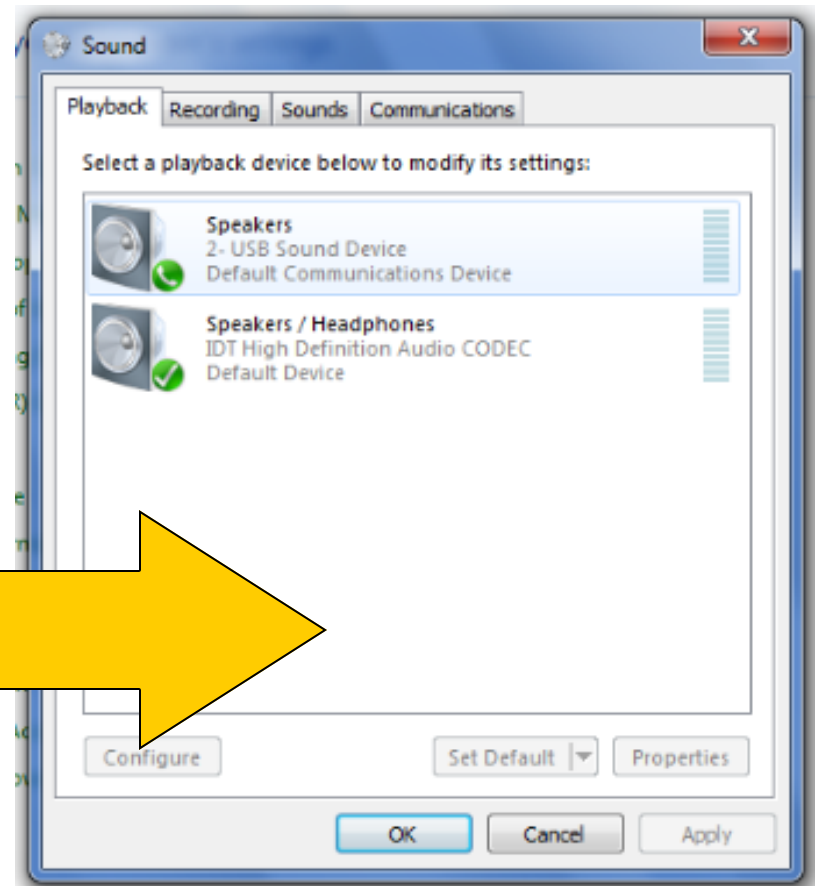 Sound
Playback Recording Sounds Communications
Select a playback device below to modify its settings:
Speakers
2- USB Sound Device
Default Communications Device
Speakers / Headphones
IDT High Definition Audio CODEC
Default Device
Configure Set Default Properties
OK Cancel Apply